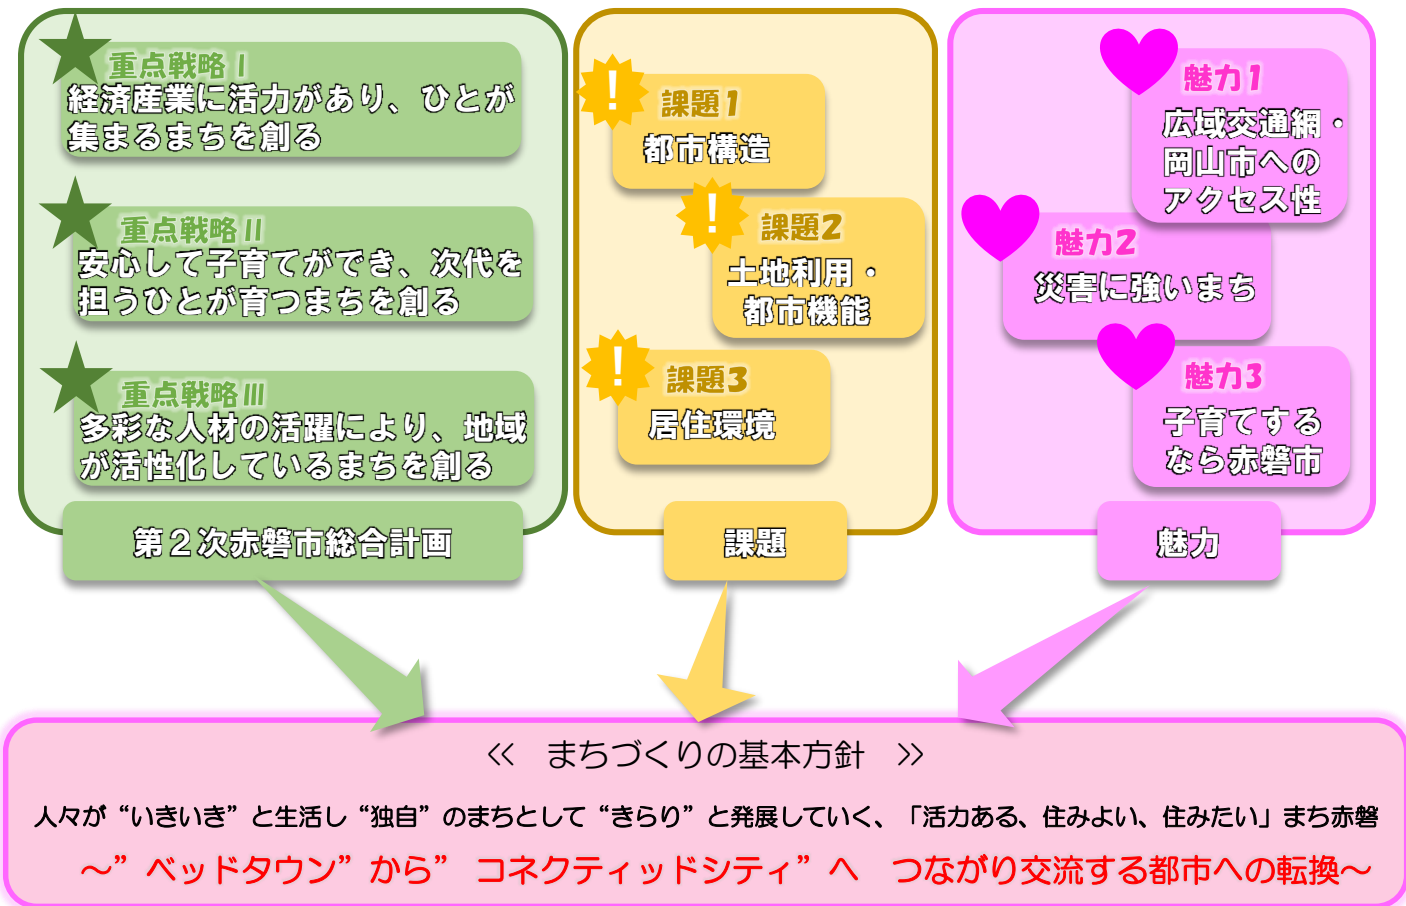 重点戦略Ⅰ
経済産業に活力があり、ひとが
集まるまちを創る
重点戦略Ⅱ
安心して子育てができ、次代を
担うひとが育つまちを創る
重点戦略Ⅲ
多彩な人材の活躍により、地域
が活性化しているまちを創る
第２次赤磐市総合計画
!
課題1
都市構造
!
課題2
土地利用・
都市機能
!
課題3
居住環境
課題
魅力1
広域交通網・
岡山市への
アクセス性
魅力2
災害に強いまち
魅力3
子育てする
なら赤磐市
魅力
≪　まちづくりの基本方針　≫
人々が“いきいき”と生活し“独自”のまちとして“きらり”と発展していく、「活力ある、住みよい、住みたい」まち赤磐
～”ベッドタウン”から” コネクティッドシティ”へ　つながり交流する都市への転換～